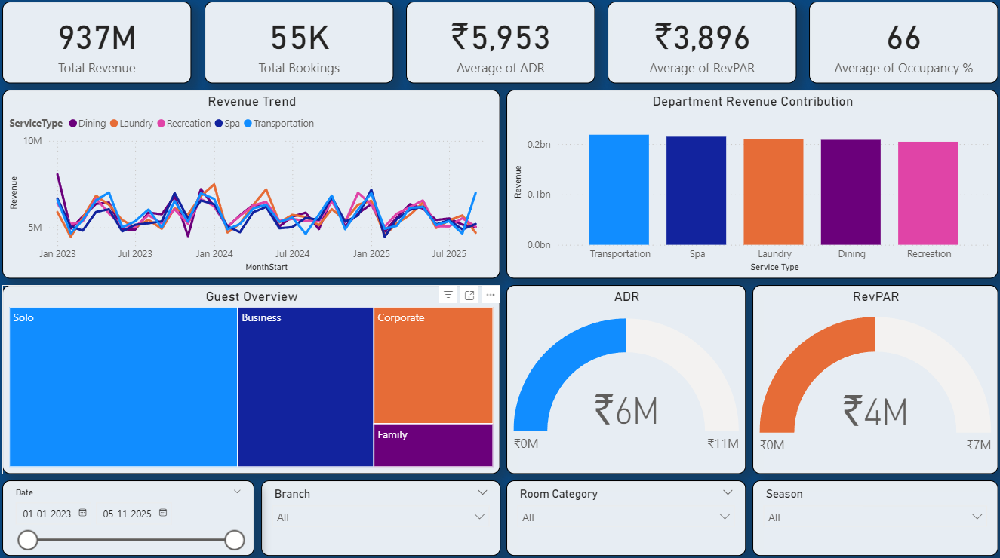 937M
Total Revenue
55K
Total Bookings
₹5,953
Average of ADR
₹3,896
Average of RevPAR
66
Average of Occupancy %
Revenue Trend
ServiceType Dining Laundry Recreation Spa Transportation
10M
5M
Revenue
Jan 2023 Jul 2023 Jan 2024 Jul 2024 Jan 2025 Jul 2025
MonthStart
Department Revenue Contribution
0.2bn
0.1bn
0.0bn
Revenue
Transportation Spa Laundry Dining Recreation
Service Type
Guest Overview
Solo
Business
Corporate
Family
ADR
₹6M
₹0M ₹11M
RevPAR
₹4M
₹0M ₹7M
Date
01-01-2023 05-11-2025
Branch
All
Room Category
All
Season
All